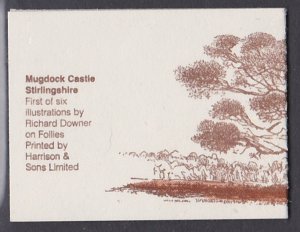 Mugdock Castle
Stirlingshire
First of six
illustrations by
Richard Downer
on Follies
Printed by
Harrison &
Sons Limited